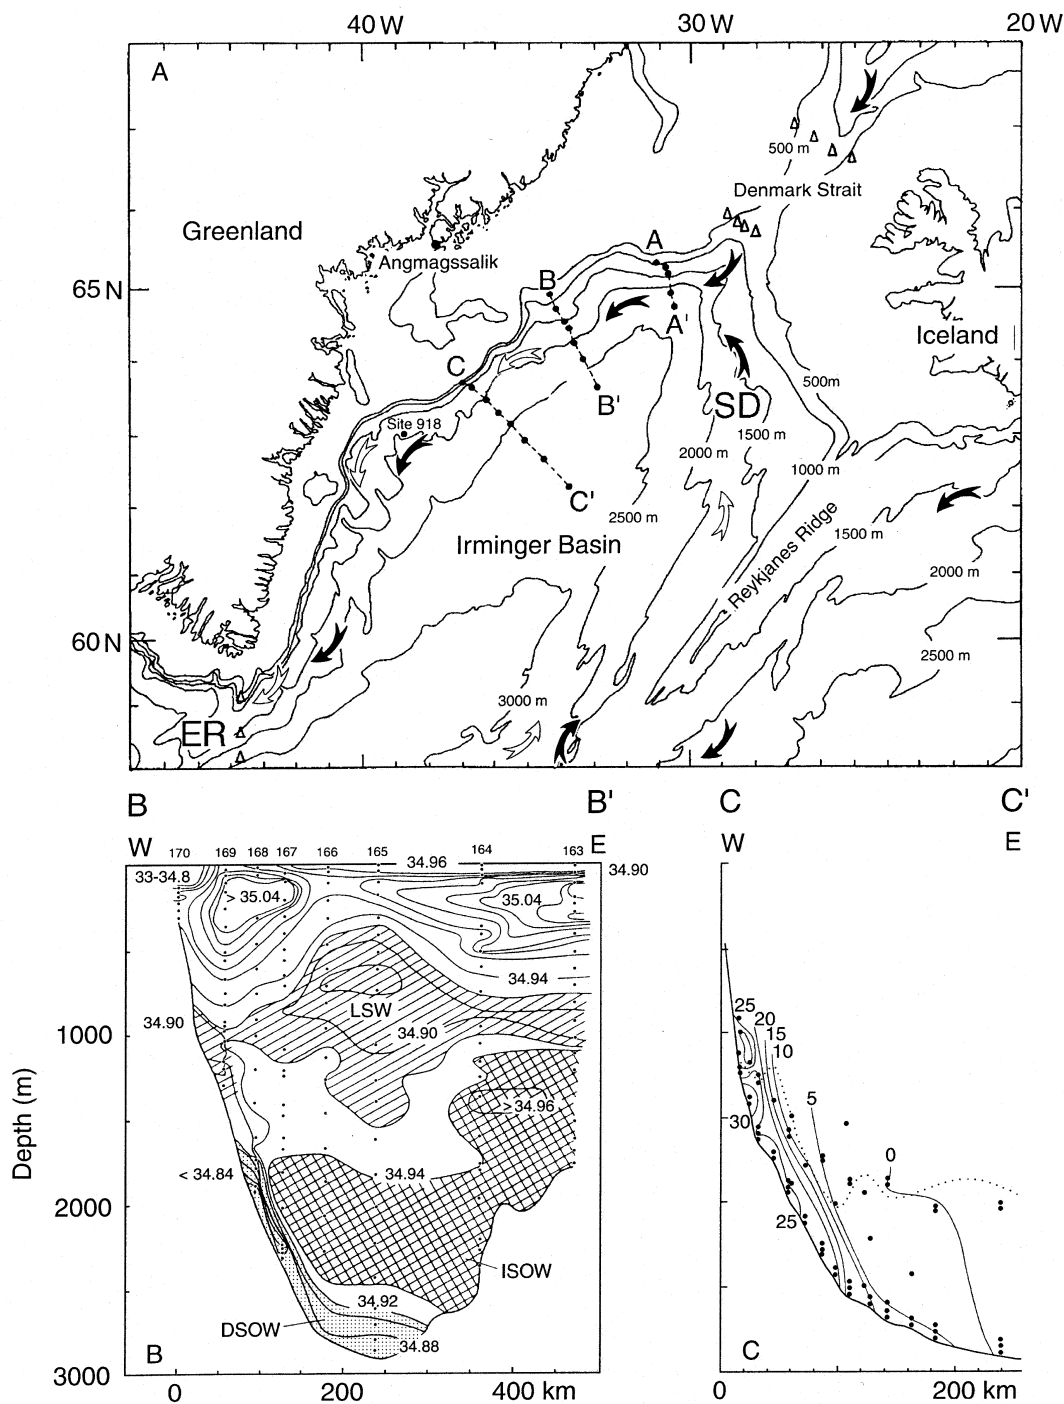 40 W 30 W 20 W
A
500 m
Denmark Strait
Greenland
A
Angmagssalik
B
65 N
A'
Iceland
C
500m
B'
SD
Site 918
1500 m
2000 m
1000 m
C'
2500 m
1500 m
Irminger Basin
Reykjanes Ridge
2000 m
60 N
2500 m
3000 m
ER
B B' C C'
W E W E
170 169 168 167 166 165 164 163
34.96 34.90
33-34.8
> 35.04
35.04
34.94
LSW
34.90
34.90
1000
25
20
15
10
>34.96
5
30
Depth (m)
0
< 34.84
34.94
2000
25
ISOW
34.92
DSOW
34.88
B C
3000
0 200 400 km 0 200 km